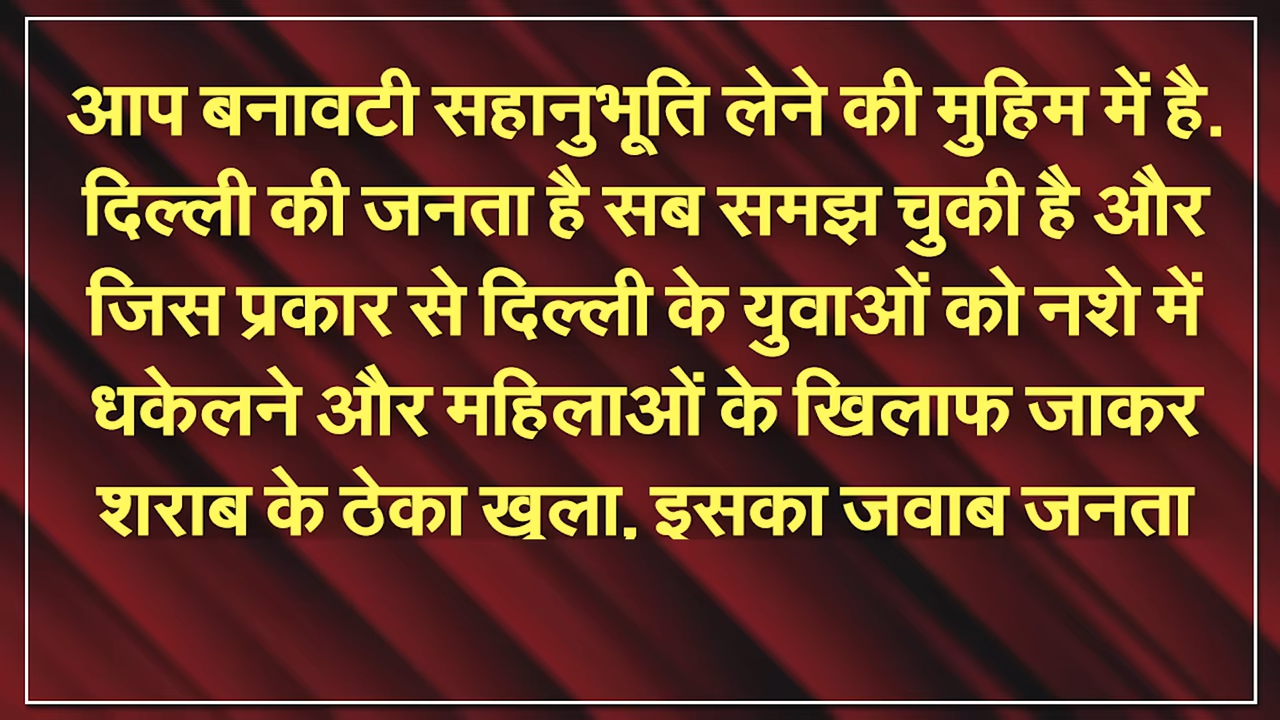 आप बनावटी सहानुभूति लेने की मुहिम में है.
दिल्ली की जनता है सब समझ चुकी है और
जिस प्रकार से दिल्ली के युवाओं को नशे में
धकेलने और महिलाओं के खिलाफ जाकर
शराब के ठेका खुला, इसका जवाब जनता